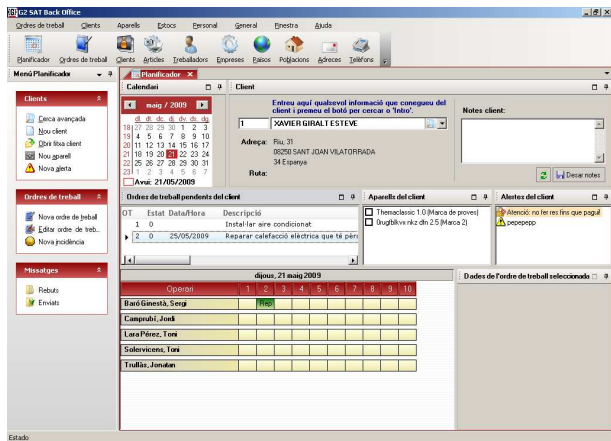 G2 SAT Back Office
Ordres de treball Clients Aparells Estocs Personal General Finestra Ajuda
Planificador Ordres de treball Clients Articles Treballadors Empreses Països Poblacions Adreces Telèfons
Menú Planificador
Planificador
Calendari
Client
Clients
Cerca avançada
Nou client
Obrir fitxa client
Nou aparell
Nova alerta
maig / 2009
dl. dt. dc. dj. dv. ds. dg.
18 27 28 29 30 1 2 3
19 4 5 6 7 8 9 10
20 11 12 13 14 15 16 17
21 18 19 20 21 22 23 24
22 25 26 27 28 29 30 31
23 1 2 3 4 5 6 7
Avui: 21/05/2009
Entreu aquí qualsevol informació que conegueu del
client i premeu el botó per cercar o 'Intro'.
1 XAVIER GIRALT ESTEVE
Adreça: Riu, 31
08250 SANT JOAN VILATORRADA
34 Espanya
Ruta:
Notes client:
Desar notes
Ordres de treball
Nova ordre de treball
Editar ordre de treb...
Nova incidència
Ordres de treball pendents del client
OT Estat Data/Hora Descripció
1 0 Instal·lar aire condicionat
2 0 25/05/2009 Reparar calefacció elèctrica que té pèrd
Aparells del client
Themaclassic 1.0 (Marca de proves)
0rugtblkvv nkz dln 2.5 (Marca 2)
Alertes del client
Atenció: no fer res fins que pagui!
pepepepp
Missatges
Rebuts
Enviats
dijous, 21 maig 2009
Operari 1 2 3 4 5 6 7 8 9 10
Baró Ginestà, Sergi Rep
Camprubí, Jordi
Lara Pérez, Toni
Solervicens, Toni
Trullàs, Jonatan
Dades de l'ordre de treball seleccionada
Estado